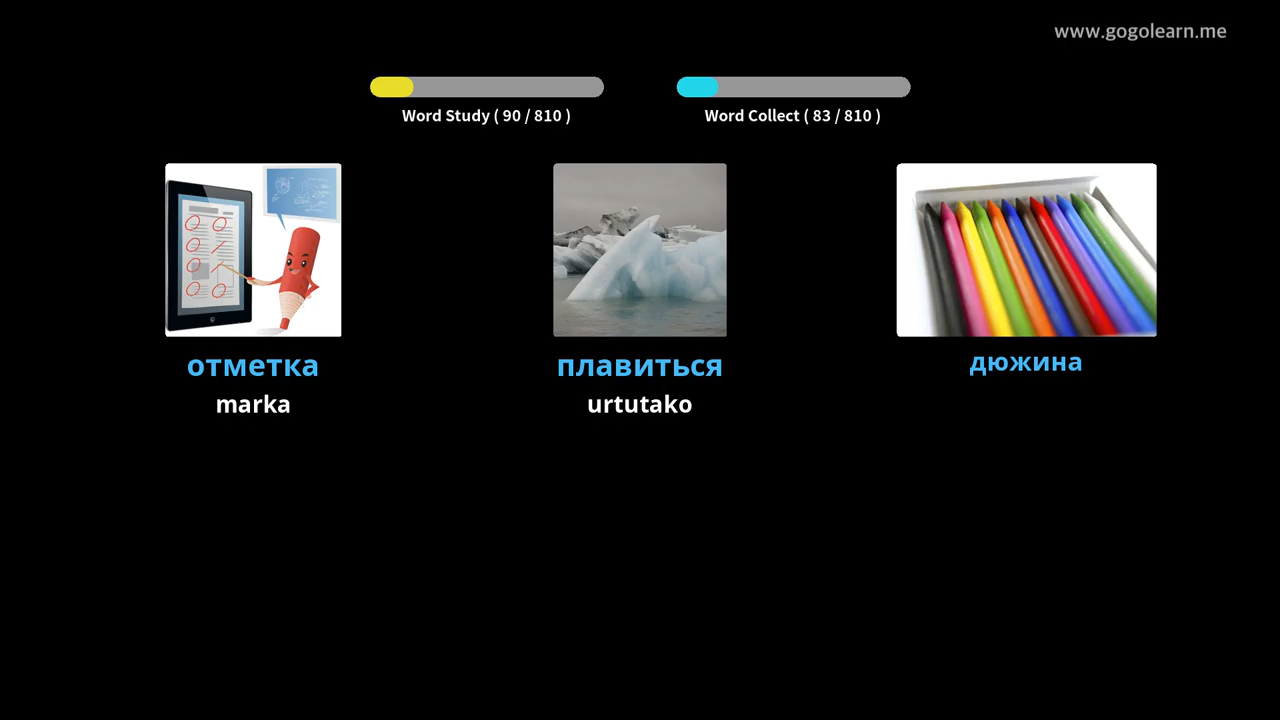 www.gogolearn.me
Word Study ( 90 / 810 )
Word Collect ( 83 / 810 )
отметка
marka
плавиться
urtutako
дюжина